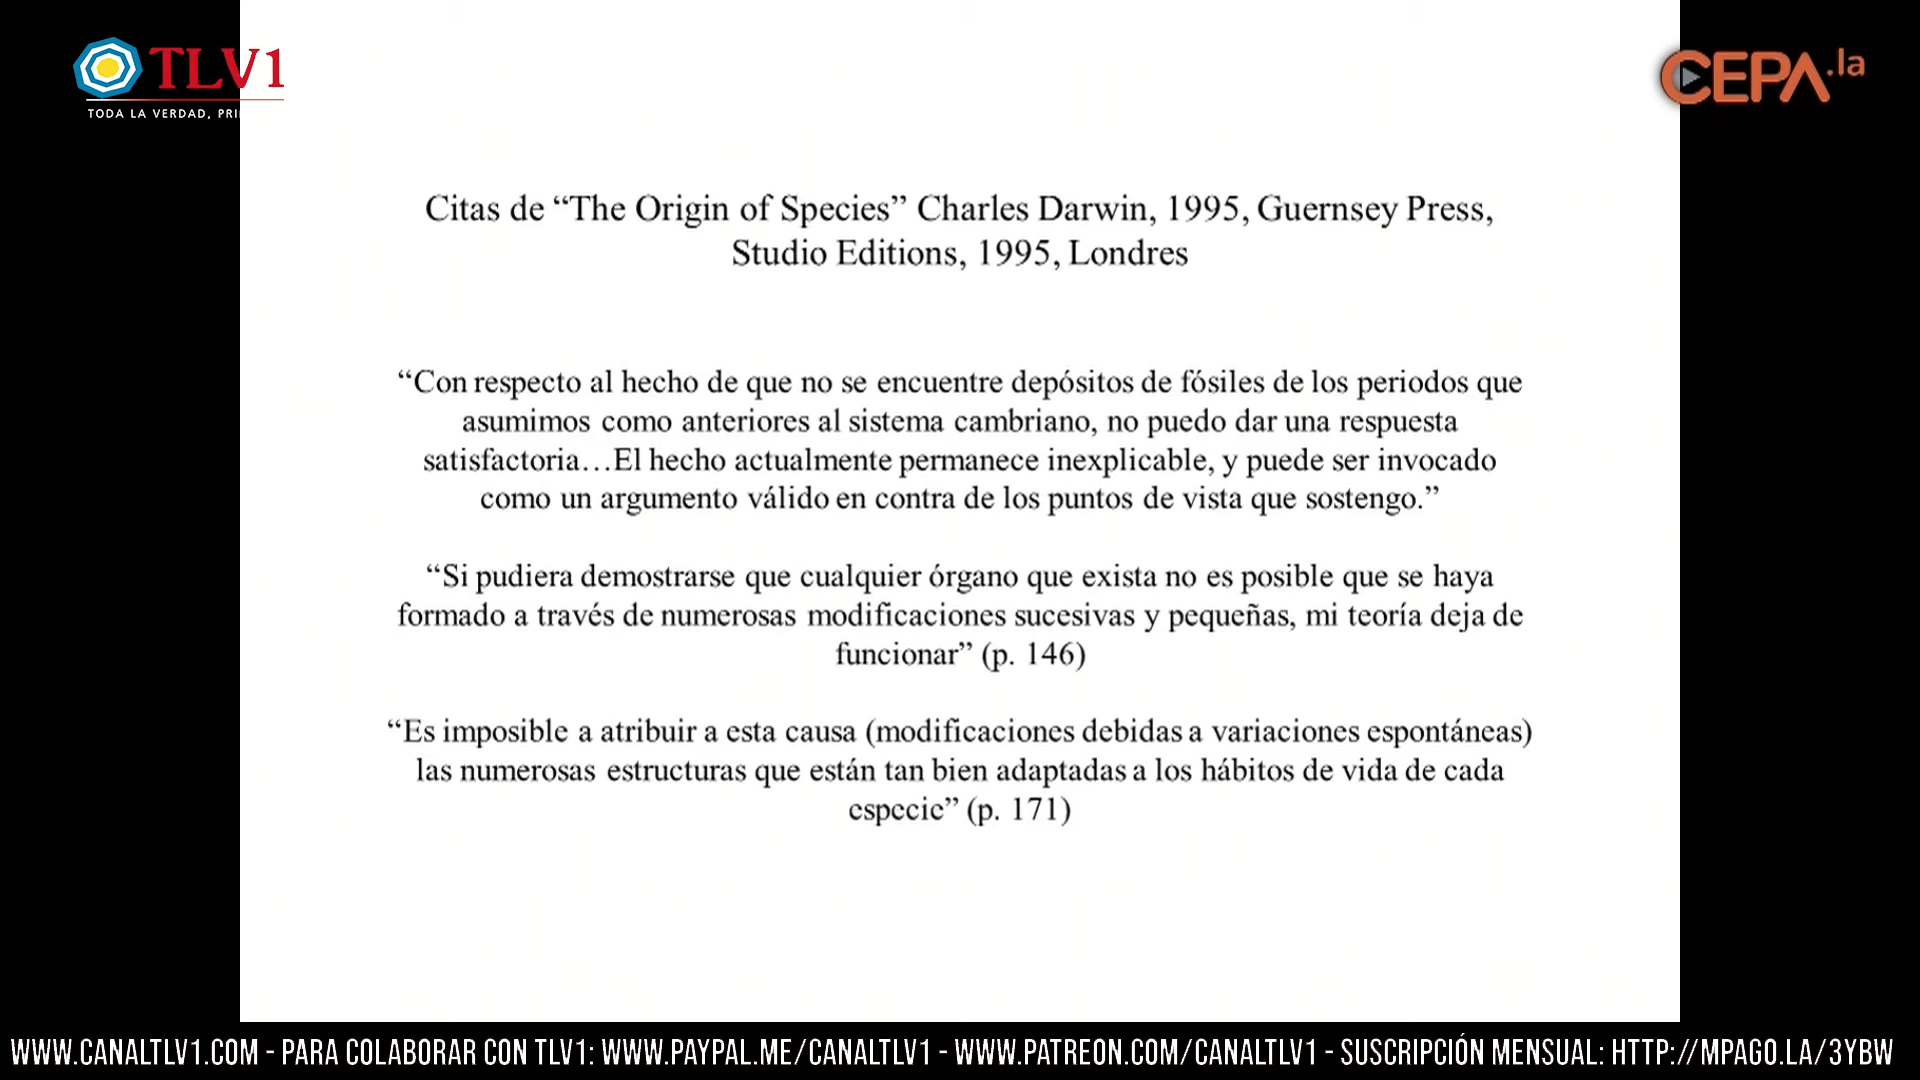 TLV1
TODA LA VERDAD, PRI
CEPA.la
Citas de “The Origin of Species” Charles Darwin, 1995, Guernsey Press,
Studio Editions, 1995, Londres
“Con respecto al hecho de que no se encuentre depósitos de fósiles de los periodos que
asumimos como anteriores al sistema cambriano, no puedo dar una respuesta
satisfactoria…El hecho actualmente permanece inexplicable, y puede ser invocado
como un argumento válido en contra de los puntos de vista que sostengo.”
“Si pudiera demostrarse que cualquier órgano que exista no es posible que se haya
formado a través de numerosas modificaciones sucesivas y pequeñas, mi teoría deja de
funcionar” (p. 146)
“Es imposible a atribuir a esta causa (modificaciones debidas a variaciones espontáneas)
las numerosas estructuras que están tan bien adaptadas a los hábitos de vida de cada
especie” (p. 171)
WWW.CANALTLV1.COM - PARA COLABORAR CON TLV1: WWW.PAYPAL.ME/CANALTLV1 - WWW.PATREON.COM/CANALTLV1 - SUSCRIPCIÓN MENSUAL: HTTP://MPAGO.LA/3YBW